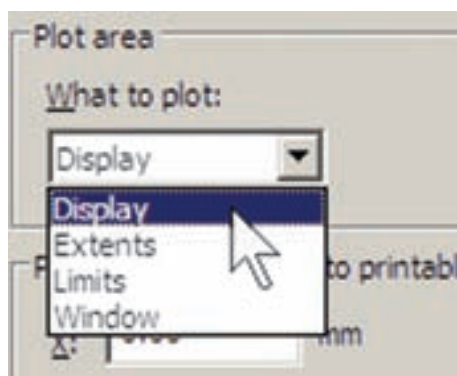 Plot area
What to plot:
Display
Display
Extents
Limits
to printabl
Window
X:
mm